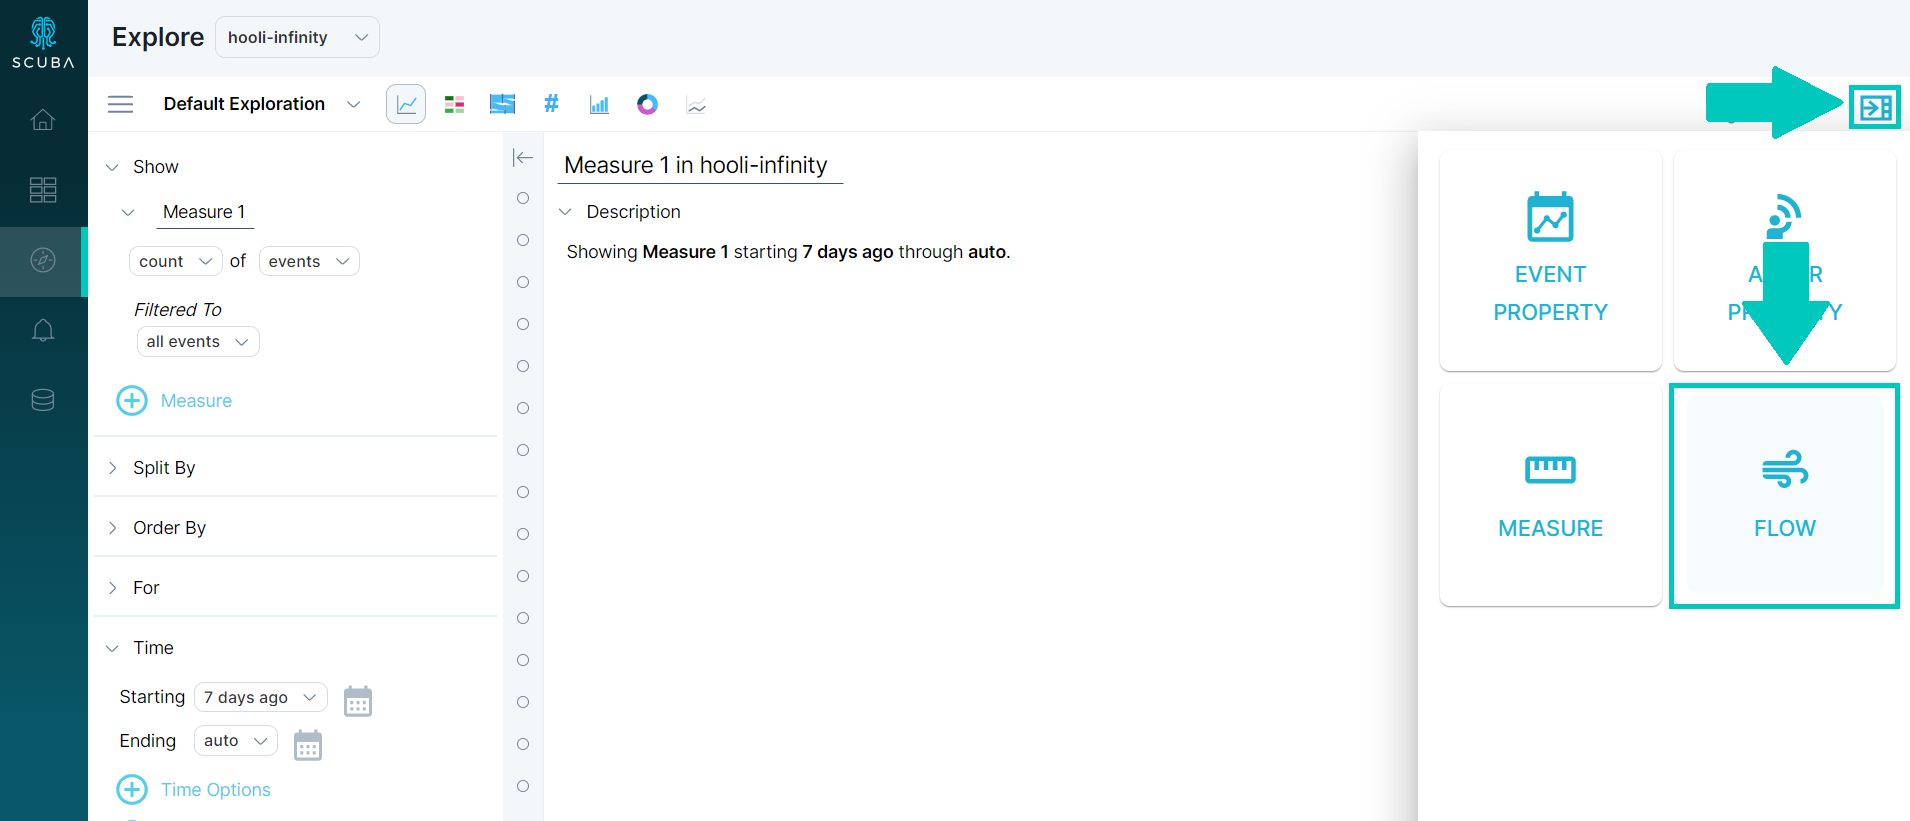 SCUBA
Explore
hooli-infinity
Default Exploration
#
Show
Measure 1
count of events
Filtered To
all events
Measure
Split By
Order By
For
Time
Starting 7 days ago
Ending auto
Time Options
Measure 1 in hooli-infinity
Description
Showing Measure 1 starting 7 days ago through auto.
EVENT
PROPERTY
MEASURE
FLOW